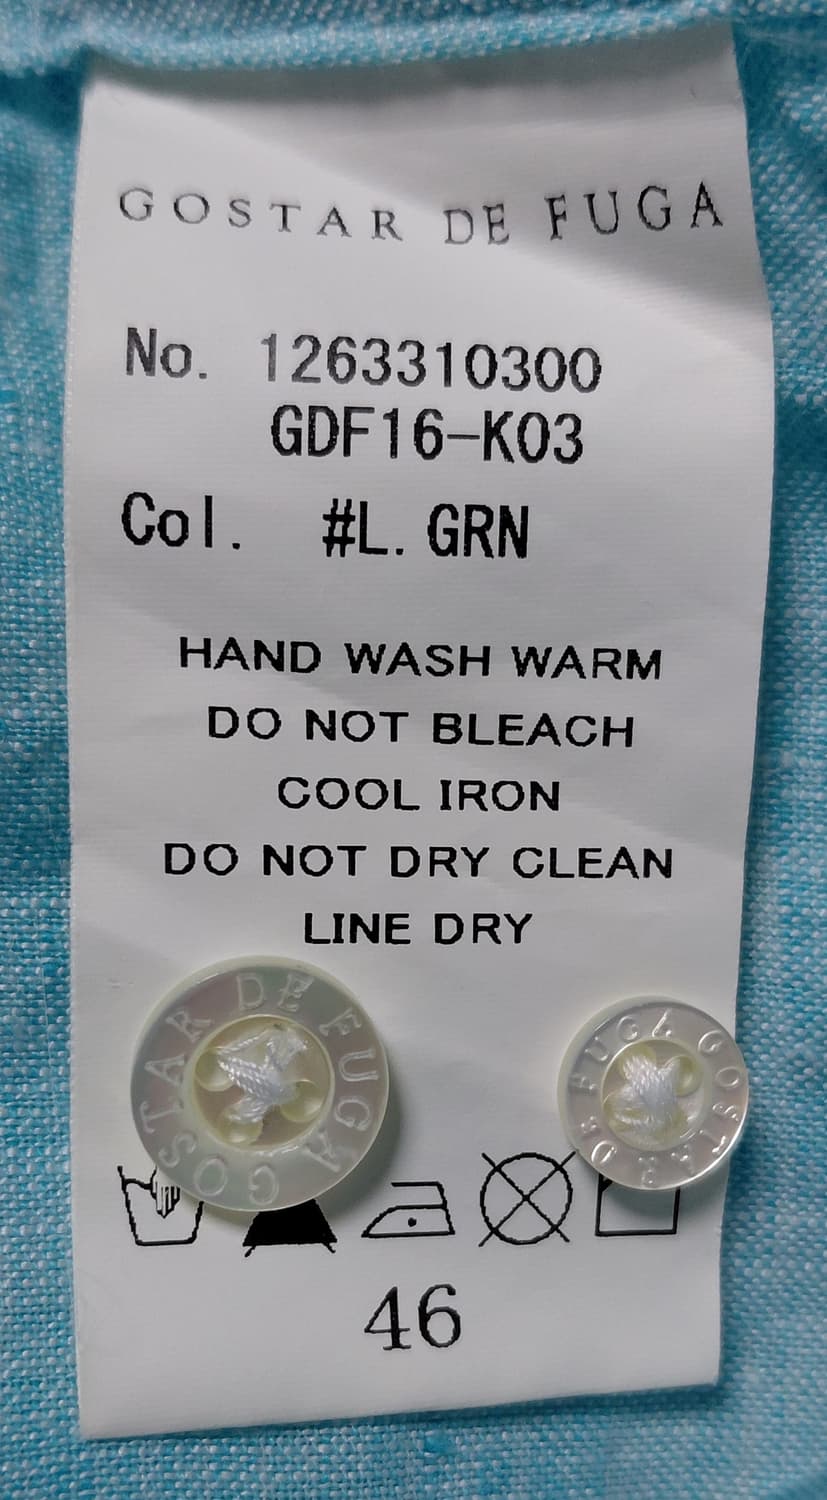 GOSTAR DE FUGA
No. 1263310300
GDF16-K03
Col. #L. GRN
HAND WASH WARM
DO NOT BLEACH
COOL IRON
DO NOT DRY CLEAN
LINE DRY
GOSTAR DE FUGA
GOSTAR DE FUGA
46